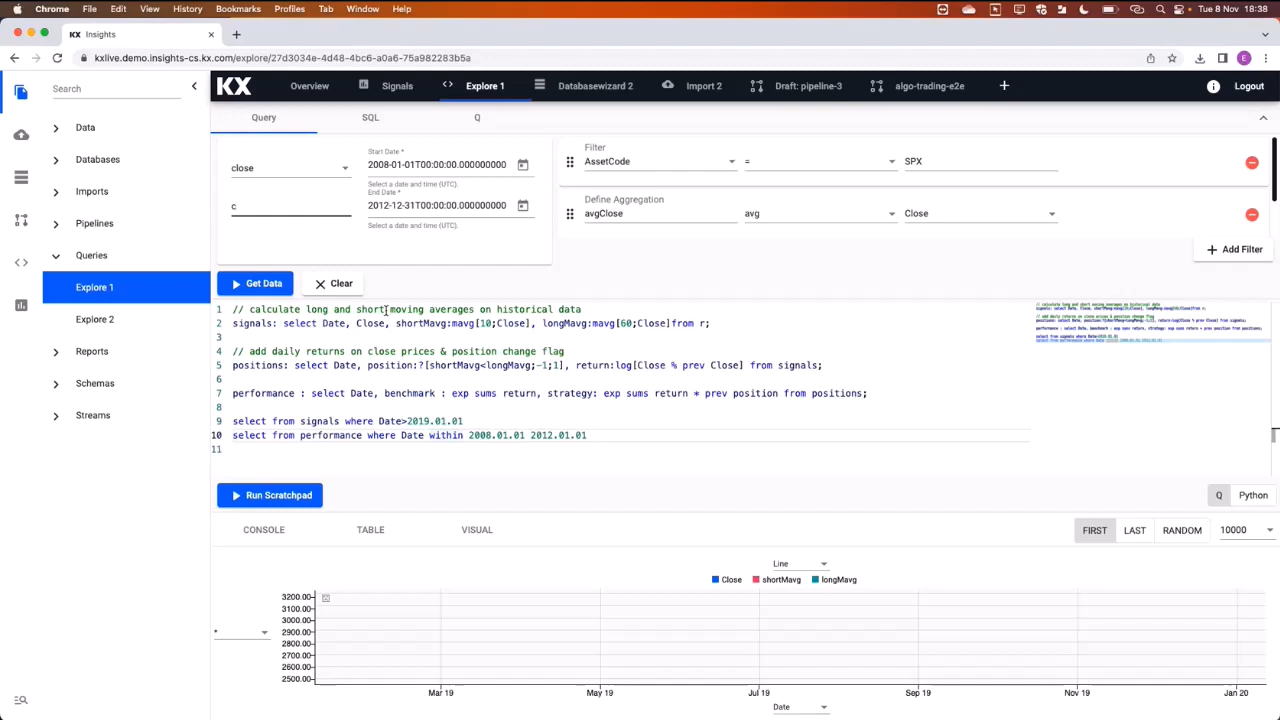 Chrome File Edit View History Bookmarks Profiles Tab Window Help Tue 8 Nov 18:38
KX Insights
kxlive.demo.insights-cs.kx.com/explore/27d3034e-4d48-4bc6-a0a6-75a982283b5a E
Search
Data
Databases
Imports
Pipelines
Queries
Explore 1
Explore 2
Reports
Schemas
Streams
KX Overview Signals Explore 1 Databasewizard 2 Import 2 Draft: pipeline-3 algo-trading-e2e Logout
Query SQL Q
close
c
Start Date *
2008-01-01T00:00:00.000000000
Select a date and time (UTC).
End Date *
2012-12-31T00:00:00.000000000
Select a date and time (UTC).
Filter
AssetCode = SPX
Define Aggregation
avgClose avg Close
Add Filter
Get Data Clear
1 // calculate long and short moving averages on historical data
2 signals: select Date, Close, shortMavg:mavg[10;Close], longMavg:mavg[60;Close]from r;
3
4 // add daily returns on close prices & position change flag
5 positions: select Date, position:?[shortMavg<longMavg;-1;1], return:log[Close % prev Close] from signals;
6
7 performance : select Date, benchmark : exp sums return, strategy: exp sums return * prev position from positions;
8
9 select from signals where Date>2019.01.01
10 select from performance where Date within 2008.01.01 2012.01.01
11
Run Scratchpad Q Python
CONSOLE TABLE VISUAL FIRST LAST RANDOM 10000
Line
Close shortMavg longMavg
*
3200.00
3100.00
3000.00
2900.00
2800.00
2700.00
2600.00
2500.00
Mar 19 May 19 Jul 19 Sep 19 Nov 19 Jan 20
Date